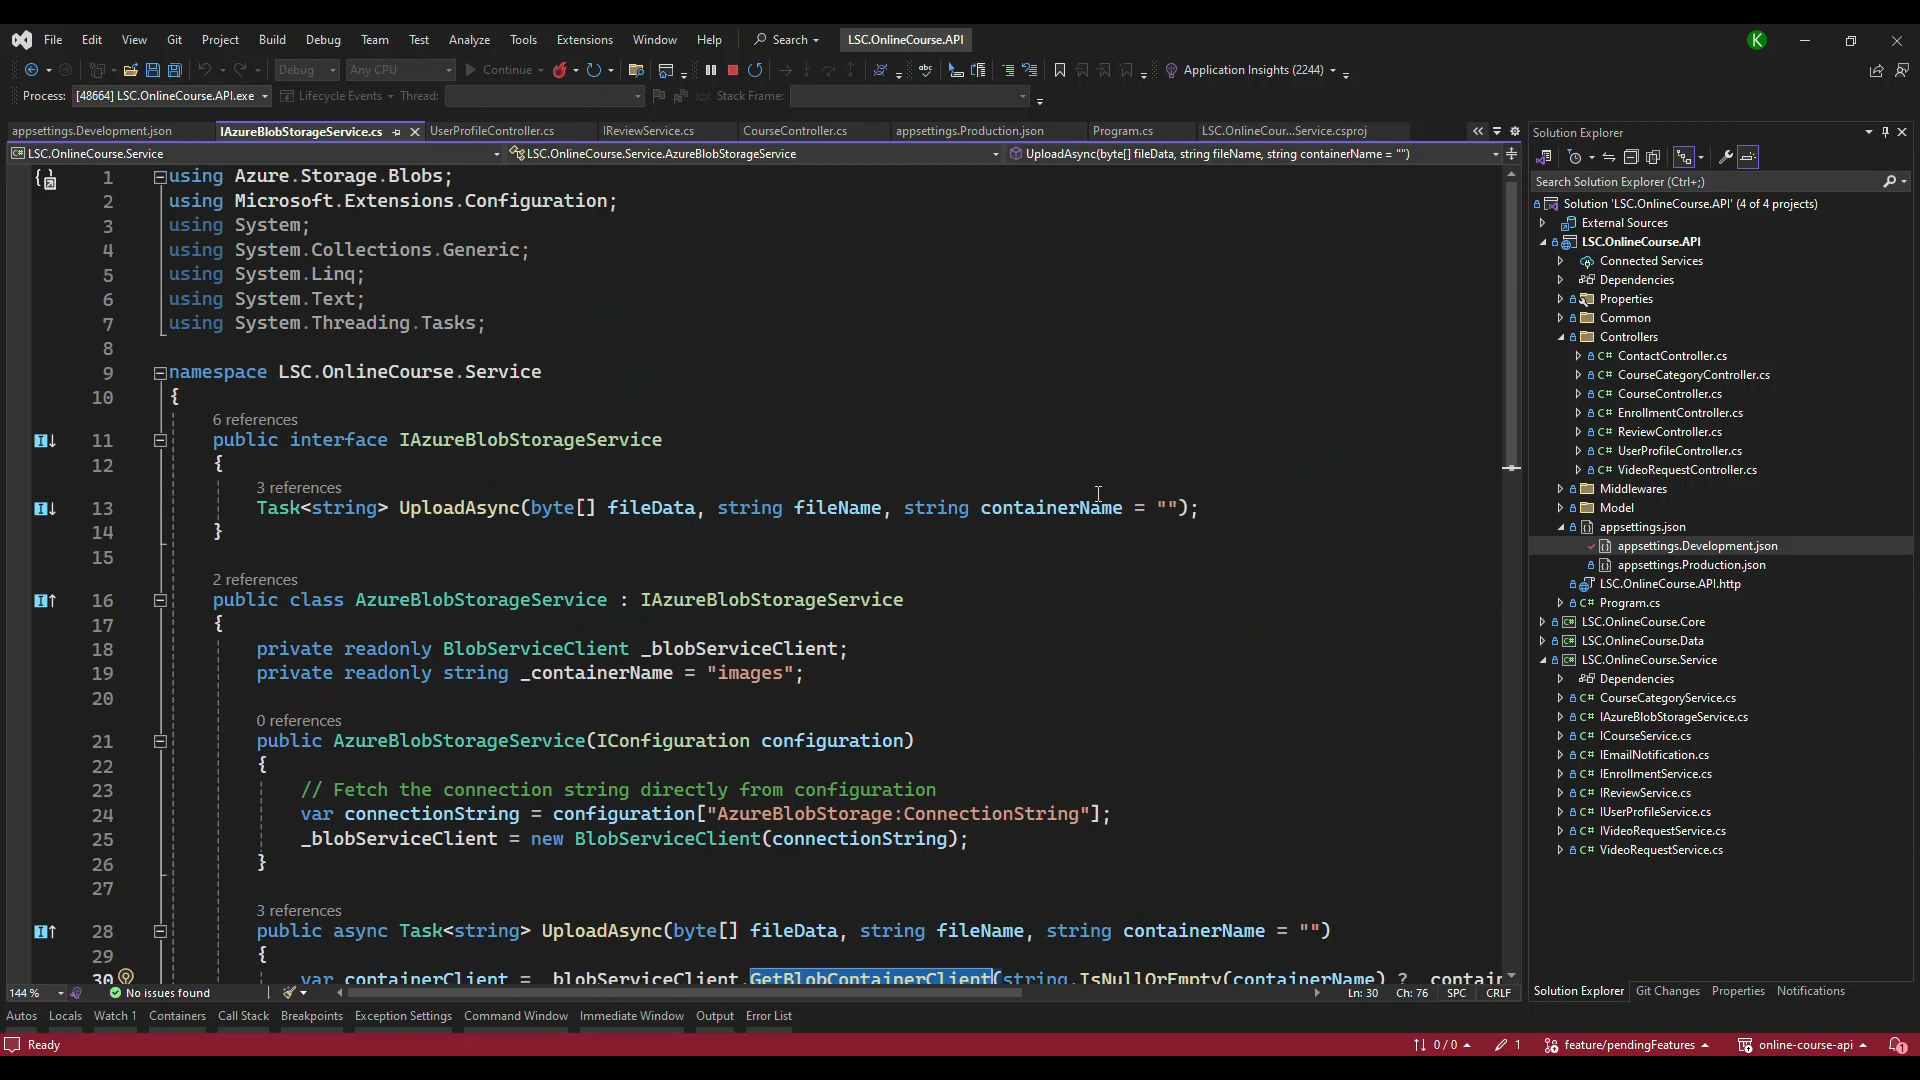 File Edit View Git Project Build Debug Team Test Analyze Tools Extensions Window Help Search LSC.OnlineCourse.API K
Debug Any CPU Continue Application Insights (2244)
Process: [48664] LSC.OnlineCourse.API.exe Lifecycle Events Thread: Stack Frame:
appsettings.Development.json IAzureBlobStorageService.cs UserProfileController.cs IReviewService.cs CourseController.cs appsettings.Production.json Program.cs LSC.OnlineCour...Service.csproj
LSC.OnlineCourse.Service LSC.OnlineCourse.Service.AzureBlobStorageService UploadAsync(byte[] fileData, string fileName, string containerName = "")
1 using Azure.Storage.Blobs;
2 using Microsoft.Extensions.Configuration;
3 using System;
4 using System.Collections.Generic;
5 using System.Linq;
6 using System.Text;
7 using System.Threading.Tasks;
8
9 namespace LSC.OnlineCourse.Service
10 {
6 references
11 public interface IAzureBlobStorageService
12 {
3 references
13 Task<string> UploadAsync(byte[] fileData, string fileName, string containerName = "");
14 }
15
2 references
16 public class AzureBlobStorageService : IAzureBlobStorageService
17 {
18 private readonly BlobServiceClient _blobServiceClient;
19 private readonly string _containerName = "images";
20
0 references
21 public AzureBlobStorageService(IConfiguration configuration)
22 {
23 // Fetch the connection string directly from configuration
24 var connectionString = configuration["AzureBlobStorage:ConnectionString"];
25 _blobServiceClient = new BlobServiceClient(connectionString);
26 }
27
3 references
28 public async Task<string> UploadAsync(byte[] fileData, string fileName, string containerName = "")
29 {
30 var containerClient = _blobServiceClient.GetBlobContainerClient(string.IsNullOrEmpty(containerName) ? _contain
144 % No issues found Ln: 30 Ch: 76 SPC CRLF
Solution Explorer
Search Solution Explorer (Ctrl+;)
Solution 'LSC.OnlineCourse.API' (4 of 4 projects)
External Sources
LSC.OnlineCourse.API
Connected Services
Dependencies
Properties
Common
Controllers
C# ContactController.cs
C# CourseCategoryController.cs
C# CourseController.cs
C# EnrollmentController.cs
C# ReviewController.cs
C# UserProfileController.cs
C# VideoRequestController.cs
Middlewares
Model
appsettings.json
appsettings.Development.json
appsettings.Production.json
LSC.OnlineCourse.API.http
C# Program.cs
LSC.OnlineCourse.Core
LSC.OnlineCourse.Data
LSC.OnlineCourse.Service
Dependencies
C# CourseCategoryService.cs
C# IAzureBlobStorageService.cs
C# ICourseService.cs
C# IEmailNotification.cs
C# IEnrollmentService.cs
C# IReviewService.cs
C# IUserProfileService.cs
C# IVideoRequestService.cs
C# VideoRequestService.cs
Solution Explorer Git Changes Properties Notifications
Autos Locals Watch 1 Containers Call Stack Breakpoints Exception Settings Command Window Immediate Window Output Error List
Ready 0 / 0 1 feature/pendingFeatures online-course-api 1